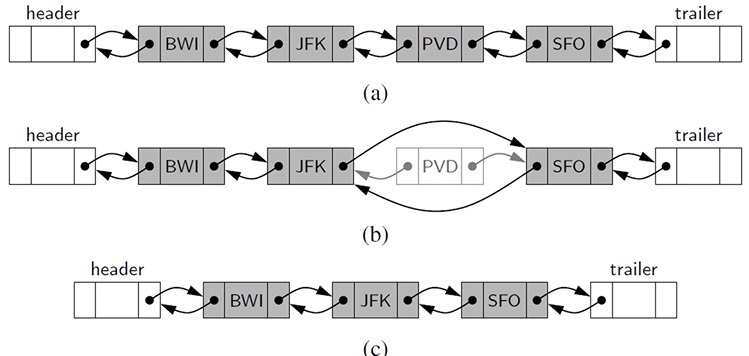 header trailer
BWI JFK PVD SFO
(a)
header trailer
BWI JFK PVD SFO
(b)
header trailer
BWI JFK SFO
(c)